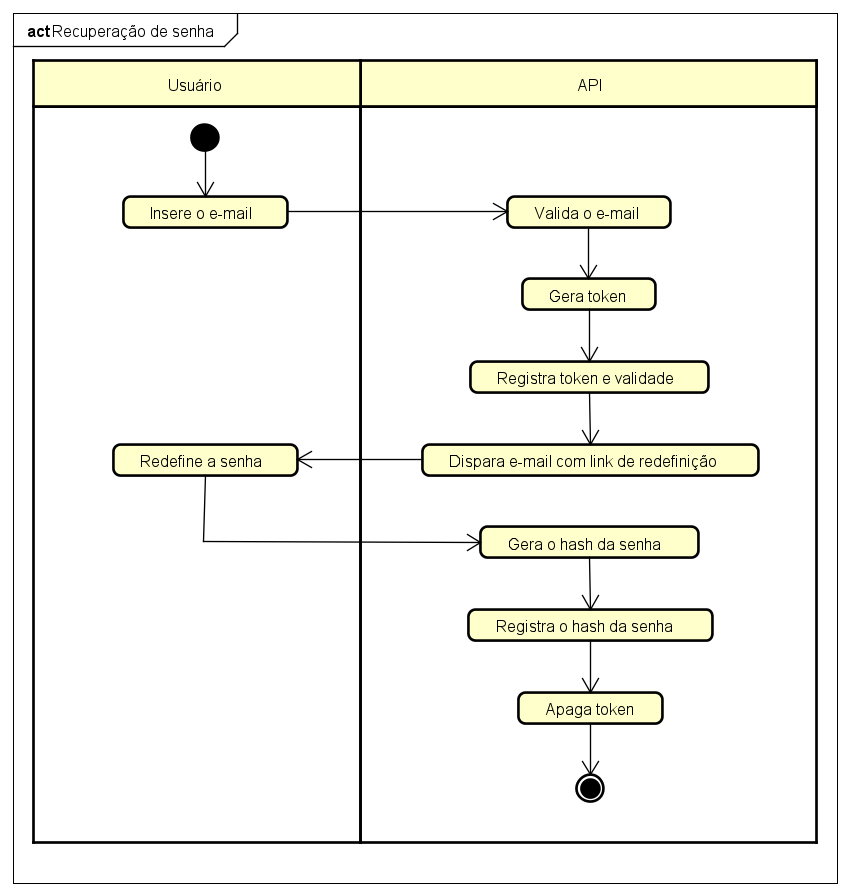 act Recuperação de senha
Usuário
API
Insere o e-mail
Valida o e-mail
Gera token
Registra token e validade
Redefine a senha
Dispara e-mail com link de redefinição
Gera o hash da senha
Registra o hash da senha
Apaga token